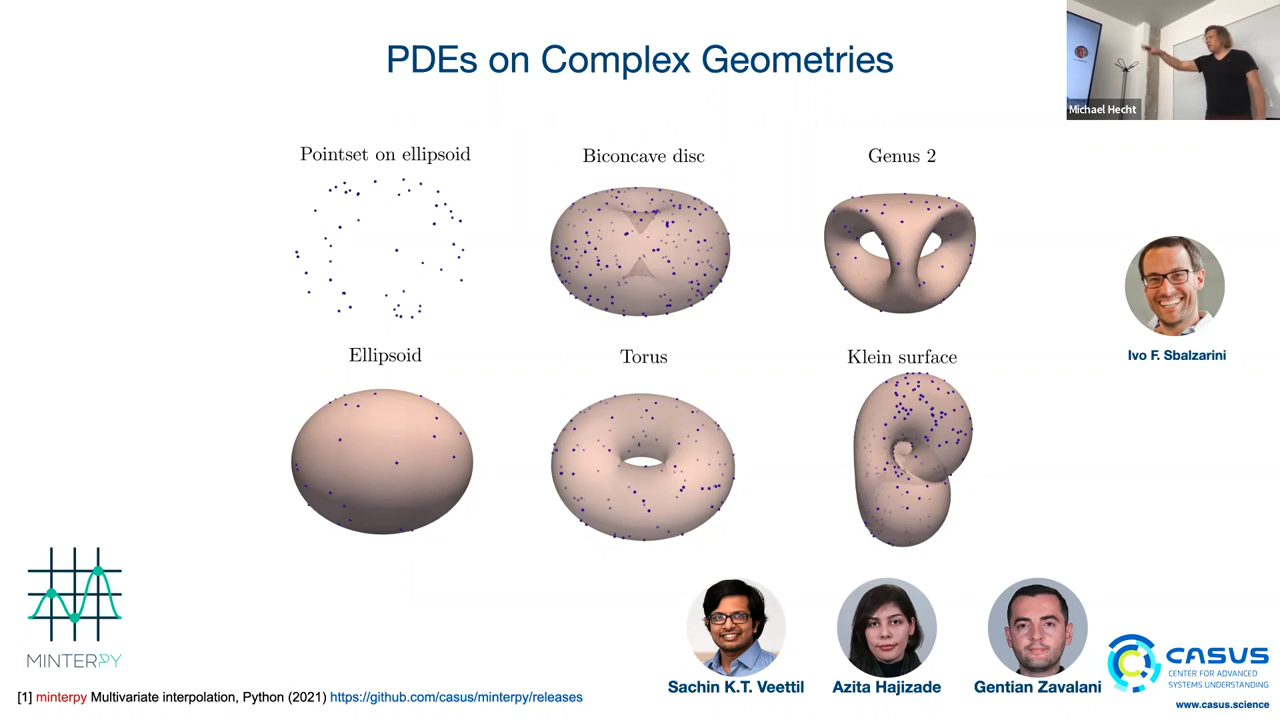 PDEs on Complex Geometries
Michael Hecht
Pointset on ellipsoid
Biconcave disc
Genus 2
Ellipsoid
Torus
Klein surface
Ivo F. Sbalzarini
MINTERPY
Sachin K.T. Veettil
Azita Hajizade
Gentian Zavalani
CASUS
CENTER FOR ADVANCED
SYSTEMS UNDERSTANDING
www.casus.science
[1] minterpy Multivariate interpolation, Python (2021) https://github.com/casus/minterpy/releases